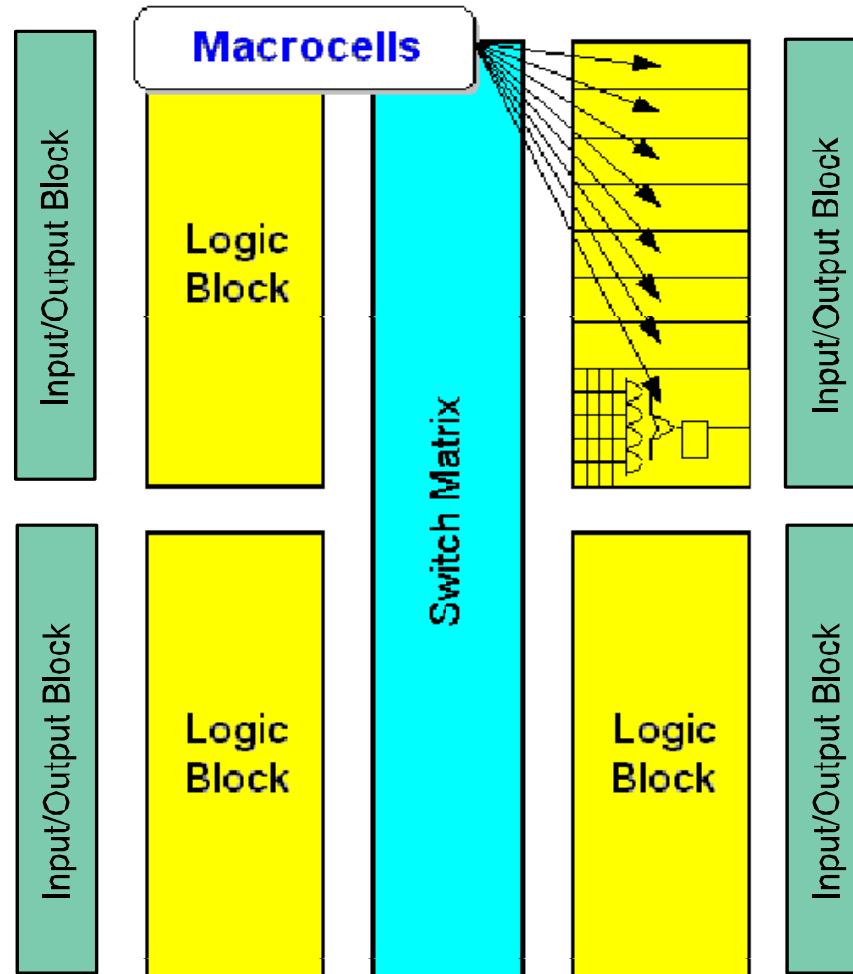 Macrocells
Input/Output Block
Logic
Block
Switch Matrix
Input/Output Block
Input/Output Block
Logic
Block
Logic
Block
Input/Output Block